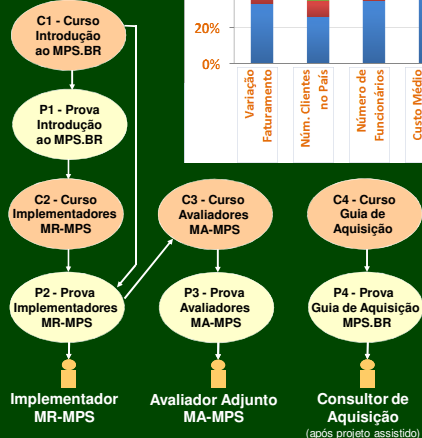 C1 - Curso
Introdução
ao MPS.BR
P1 - Prova
Introdução
ao MPS.BR
C2 - Curso
Implementadores
MR-MPS
P2 - Prova
Implementadores
MR-MPS
Implementador
MR-MPS
20%
0%
Variação
Faturamento
Núm. Clientes
no País
Número de
Funcionários
Custo Médio
C3 - Curso
Avaliadores
MA-MPS
P3 - Prova
Avaliadores
MA-MPS
Avaliador Adjunto
MA-MPS
C4 - Curso
Guia de
Aquisição
P4 - Prova
Guia de Aquisição
MPS.BR
Consultor de
Aquisição
(após projeto assistido)